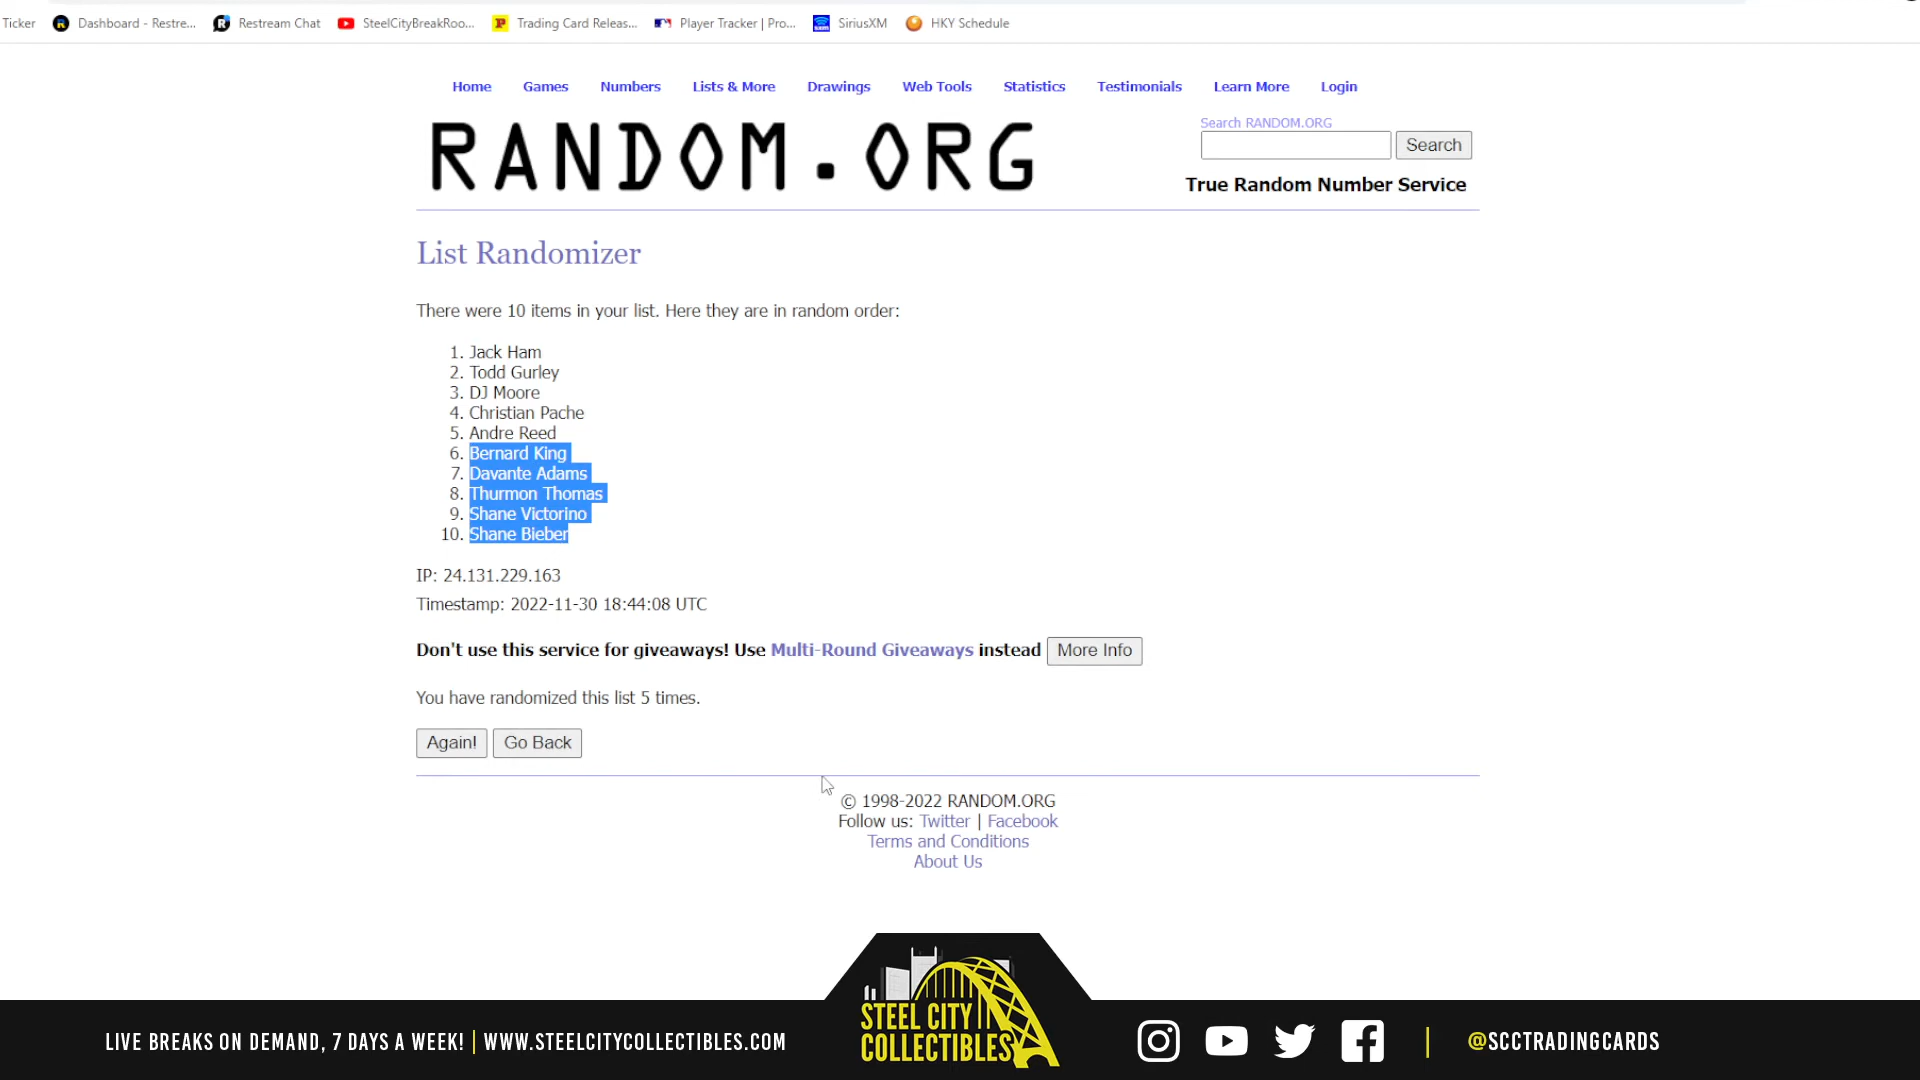 Ticker Dashboard - Restre... Restream Chat SteelCityBreakRoo... Trading Card Releas... Player Tracker | Pro... SiriusXM HKY Schedule
Home Games Numbers Lists & More Drawings Web Tools Statistics Testimonials Learn More Login
RANDOM.ORG
Search RANDOM.ORG
Search
True Random Number Service
List Randomizer
There were 10 items in your list. Here they are in random order:
1. Jack Ham
2. Todd Gurley
3. DJ Moore
4. Christian Pache
5. Andre Reed
6. Bernard King
7. Davante Adams
8. Thurmon Thomas
9. Shane Victorino
10. Shane Bieber
IP: 24.131.229.163
Timestamp: 2022-11-30 18:44:08 UTC
Don't use this service for giveaways! Use Multi-Round Giveaways instead More Info
You have randomized this list 5 times.
Again! Go Back
© 1998-2022 RANDOM.ORG
Follow us: Twitter | Facebook
Terms and Conditions
About Us
LIVE BREAKS ON DEMAND, 7 DAYS A WEEK! | WWW.STEELCITYCOLLECTIBLES.COM
STEEL CITY
COLLECTIBLES
| @SCCTRADINGCARDS